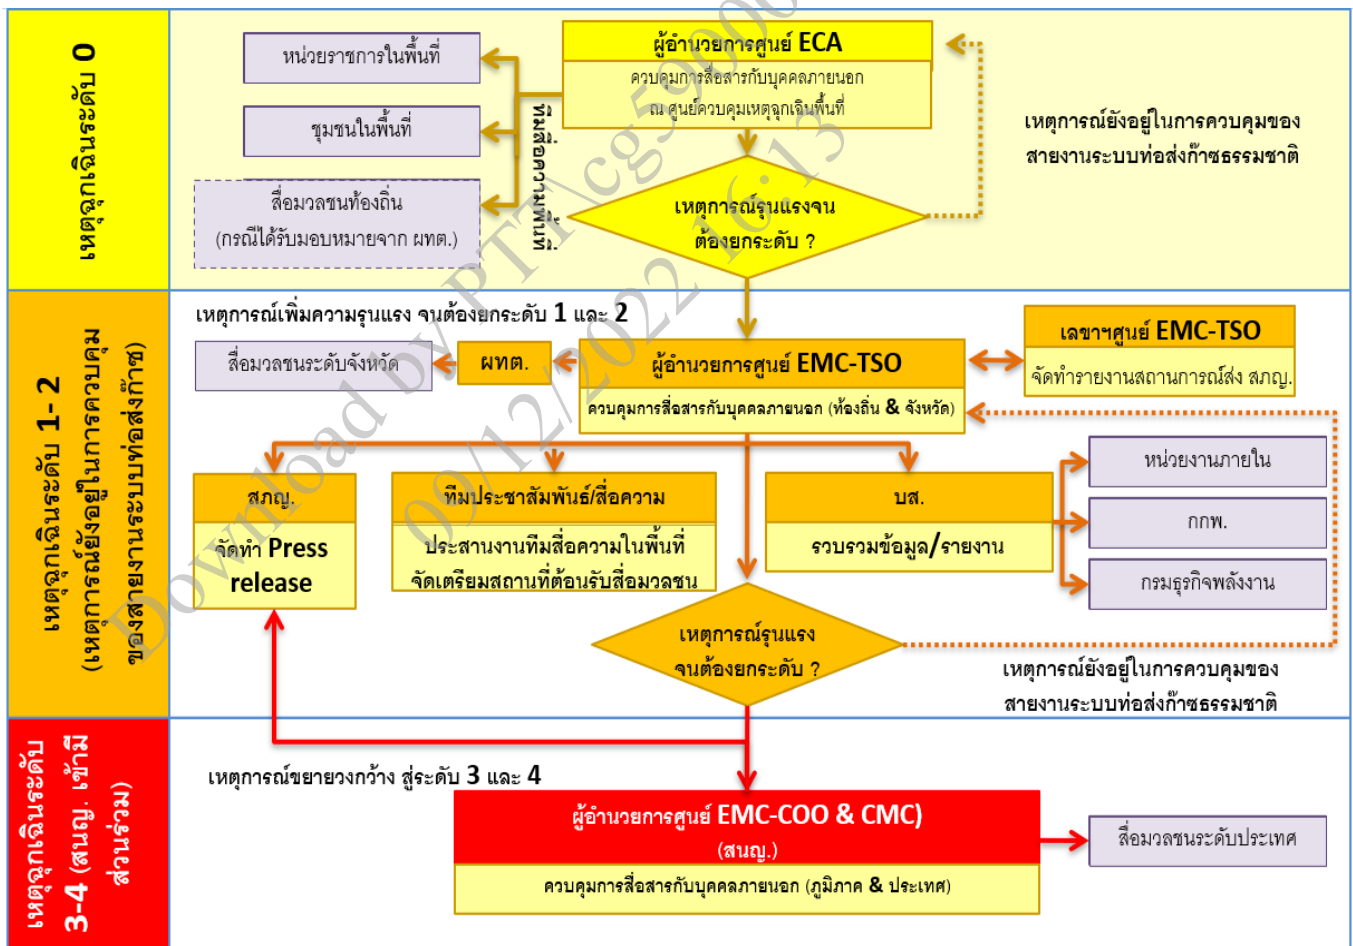 เหตุฉุกเฉินระดับ 0
หน่วยราชการในพื้นที่
ชุมชนในพื้นที่
สื่อมวลชนท้องถิ่น
(กรณีได้รับมอบหมายจาก ผทต.)
ทีมสื่อความในพื้นที่
ผู้อำนวยการศูนย์ ECA
ควบคุมการสื่อสารกับบุคคลภายนอก
ณ ศูนย์ควบคุมเหตุฉุกเฉินพื้นที่
เหตุการณ์รุนแรงจน
ต้องยกระดับ ?
เหตุการณ์ยังอยู่ในการควบคุมของ
สายงานระบบท่อส่งก๊าซธรรมชาติ
เหตุฉุกเฉินระดับ 1- 2
(เหตุการณ์ยังอยู่ในการควบคุม
ของสายงานระบบท่อส่งก๊าซ)
เหตุการณ์เพิ่มความรุนแรง จนต้องยกระดับ 1 และ 2
สื่อมวลชนระดับจังหวัด
ผทต.
ผู้อำนวยการศูนย์ EMC-TSO
ควบคุมการสื่อสารกับบุคคลภายนอก (ท้องถิ่น & จังหวัด)
เลขาฯศูนย์ EMC-TSO
จัดทำรายงานสถานการณ์ส่ง สภญ.
สภญ.
จัดทำ Press
release
ทีมประชาสัมพันธ์/สื่อความ
ประสานงานทีมสื่อความในพื้นที่
จัดเตรียมสถานที่ต้อนรับสื่อมวลชน
บส.
รวบรวมข้อมูล/รายงาน
หน่วยงานภายใน
กกพ.
กรมธุรกิจพลังงาน
เหตุการณ์รุนแรง
จนต้องยกระดับ ?
เหตุการณ์ยังอยู่ในการควบคุมของ
สายงานระบบท่อส่งก๊าซธรรมชาติ
เหตุฉุกเฉินระดับ
3-4 (สนญ. เข้ามี
ส่วนร่วม)
เหตุการณ์ขยายวงกว้าง สู่ระดับ 3 และ 4
ผู้อำนวยการศูนย์ EMC-COO & CMC)
(สนญ.)
ควบคุมการสื่อสารกับบุคคลภายนอก (ภูมิภาค & ประเทศ)
สื่อมวลชนระดับประเทศ
Download by PTT\cg5900
09/12/2022 16:13